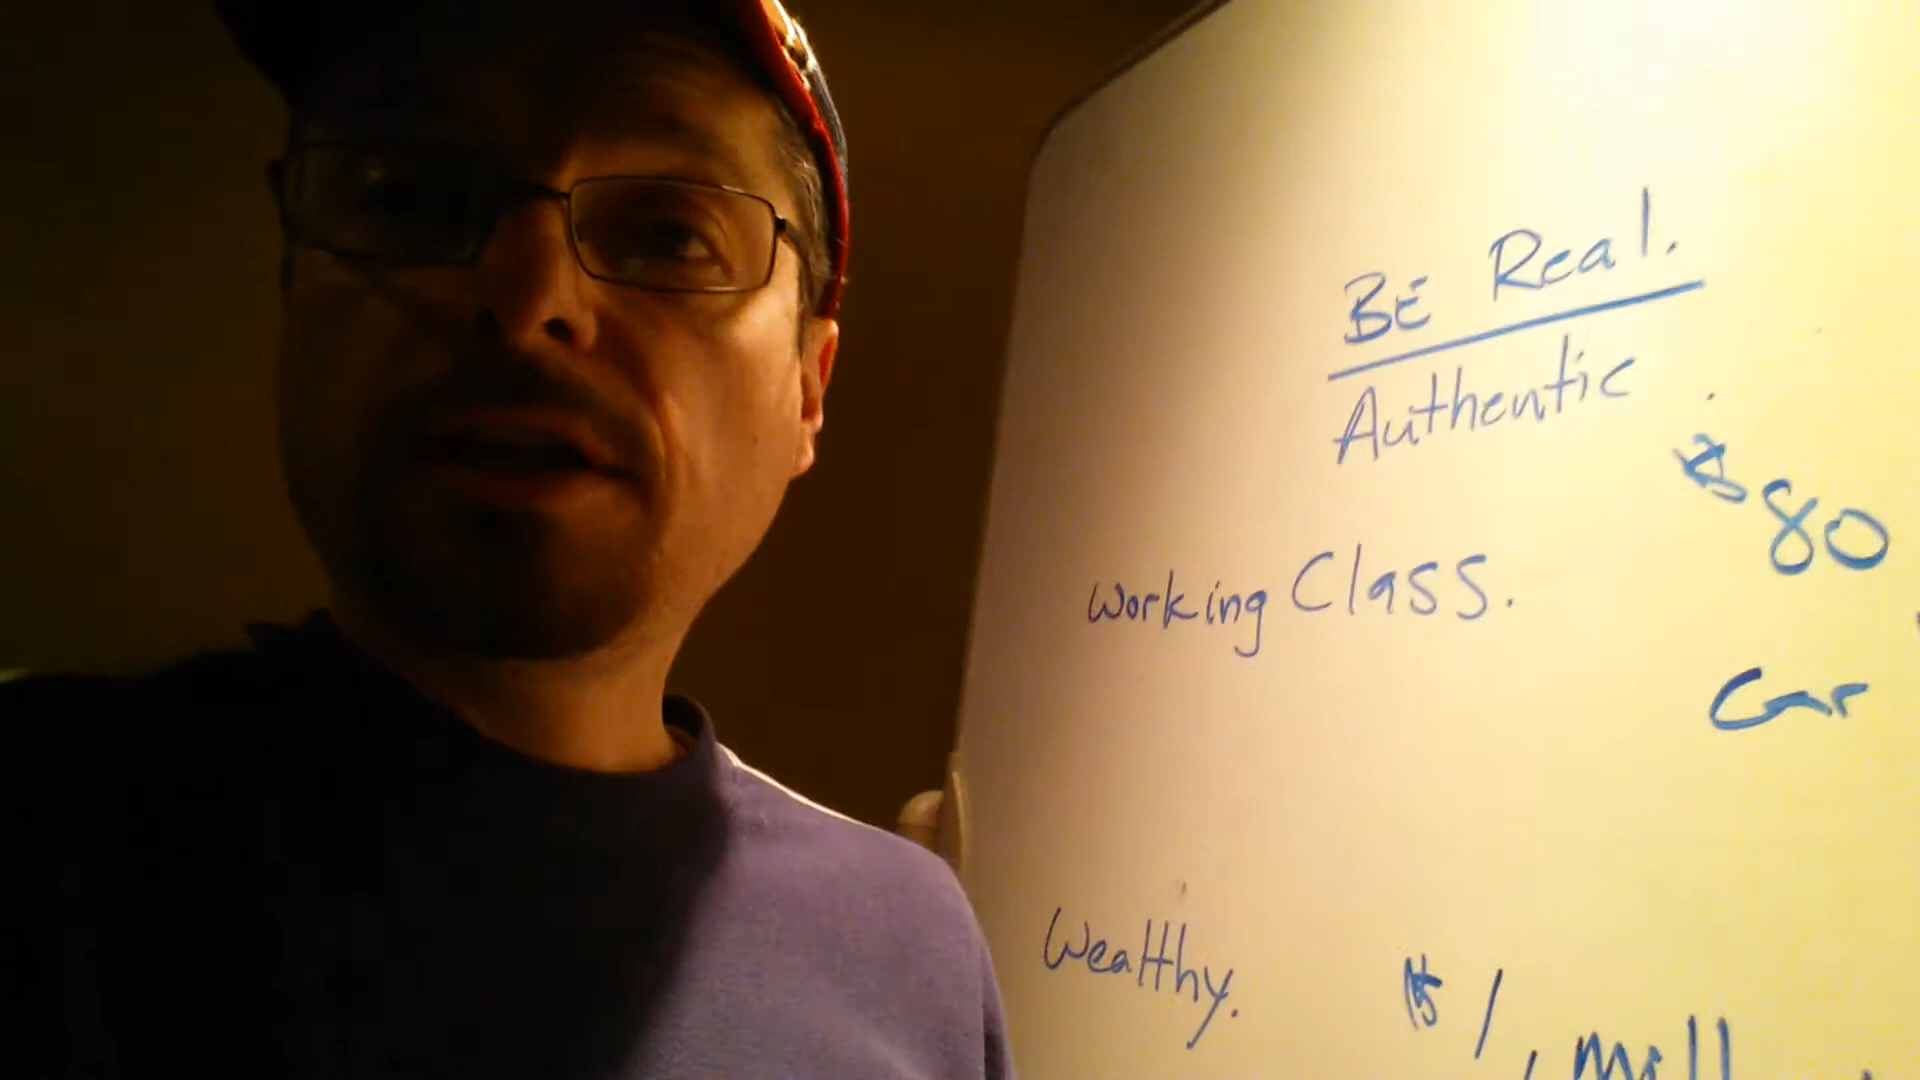 BE Real.
Authentic.
$80
Working Class.
Car
Wealthy.
$1
Mill